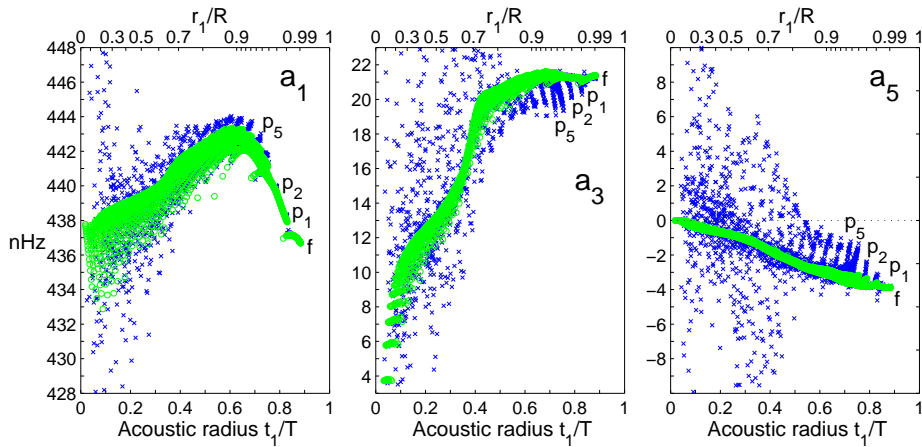 r1/R r1/R r1/R
0 0.3 0.5 0.7 0.9 0.99 1 0 0.3 0.5 0.7 0.9 0.99 1 0 0.3 0.5 0.7 0.9 0.99 1
448 22 8
a1 a3 a5
446 20 6
444 18 4
442 16 2
440 14 0
438 12 −2
436 10 −4
434 8 −6
432 6 −8
430 4
428
nHz
p5 p2 p1 f
f p1 p2 p5
p5 p2 p1 f
0 0.2 0.4 0.6 0.8 1 0 0.2 0.4 0.6 0.8 1 0 0.2 0.4 0.6 0.8 1
Acoustic radius t1/T Acoustic radius t1/T Acoustic radius t1/T